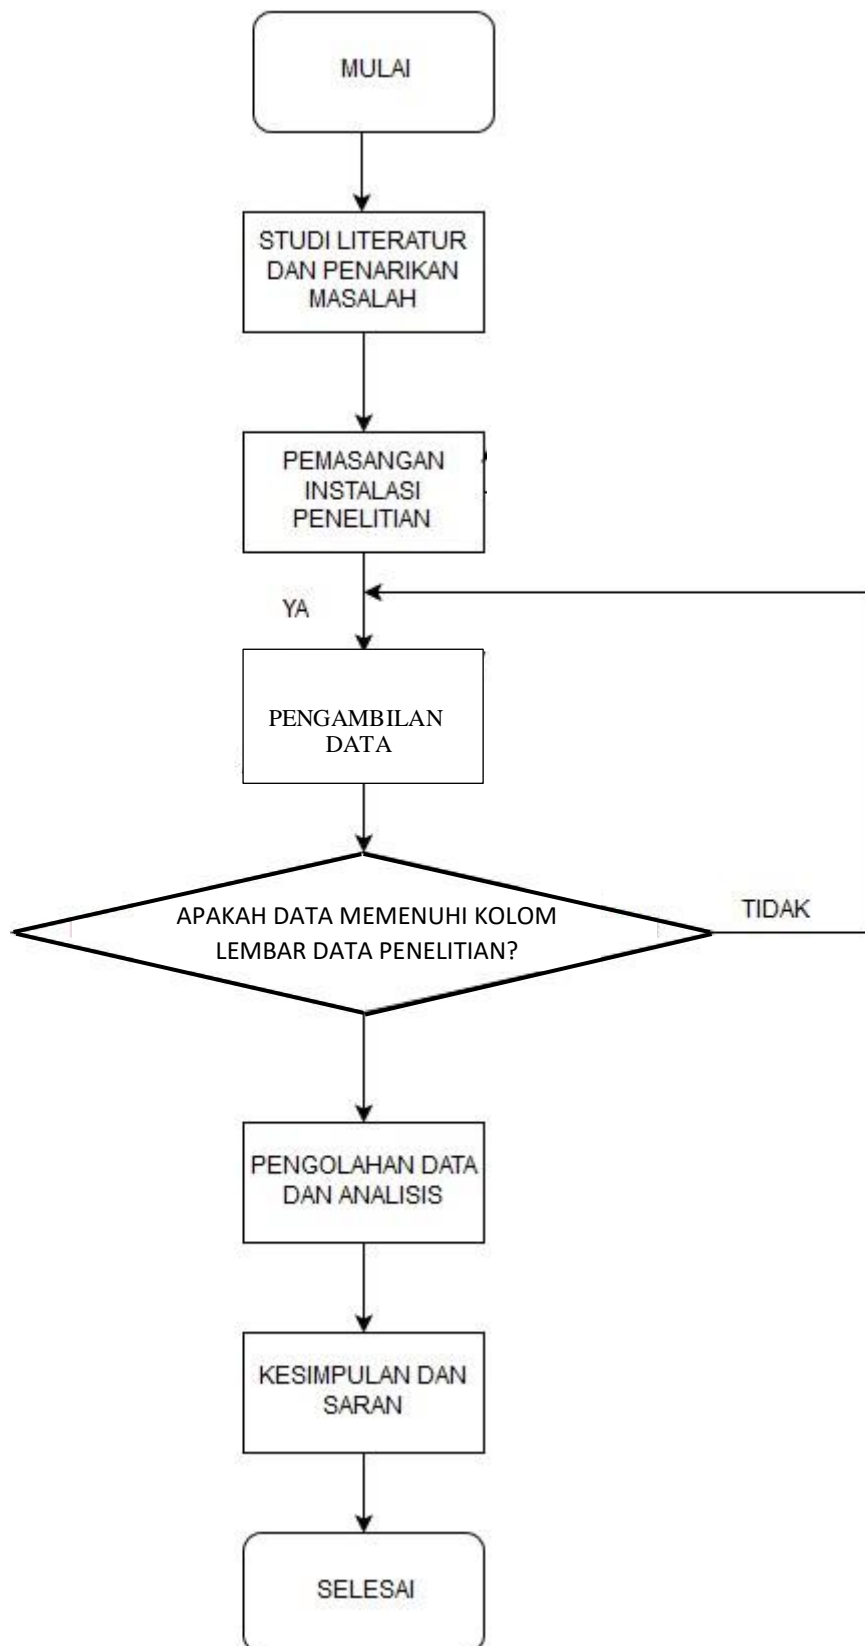 MULAI
STUDI LITERATUR
DAN PENARIKAN
MASALAH
PEMASANGAN
INSTALASI
PENELITIAN
YA
PENGAMBILAN
DATA
APAKAH DATA MEMENUHI KOLOM
LEMBAR DATA PENELITIAN?
TIDAK
PENGOLAHAN DATA
DAN ANALISIS
KESIMPULAN DAN
SARAN
SELESAI